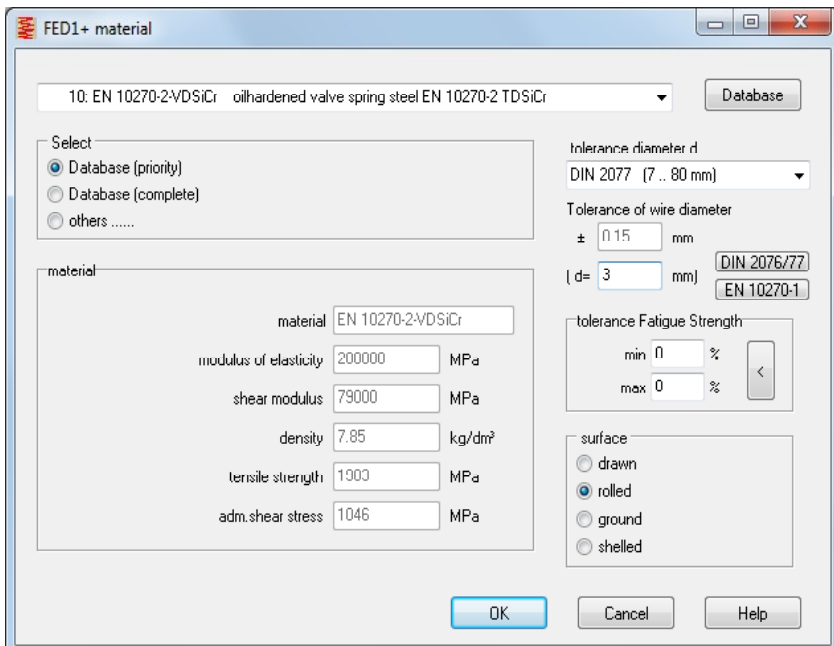 FED1+ material
10: EN 10270-2-VDSiCr oilhardened valve spring steel EN 10270-2 TDSiCr
Database
Select
Database (priority)
Database (complete)
others ......
tolerance diameter d
DIN 2077 (7 .. 80 mm)
Tolerance of wire diameter
± 0.15 mm
( d= 3 mm)
DIN 2076/77
EN 10270-1
material
material EN 10270-2-VDSiCr
modulus of elasticity 200000 MPa
shear modulus 79000 MPa
density 7.85 kg/dm³
tensile strength MPa
adm.shear stress 1046 MPa
tolerance Fatigue Strength
min 0 %
max 0 %
<
surface
drawn
rolled
ground
shelled
OK
Cancel
Help